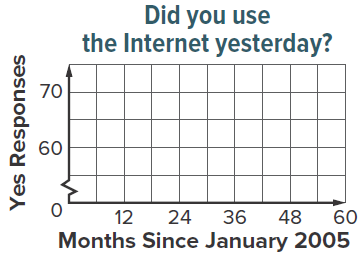 Did you use
the Internet yesterday?
Yes Responses
70
60
0
12 24 36 48 60
Months Since January 2005